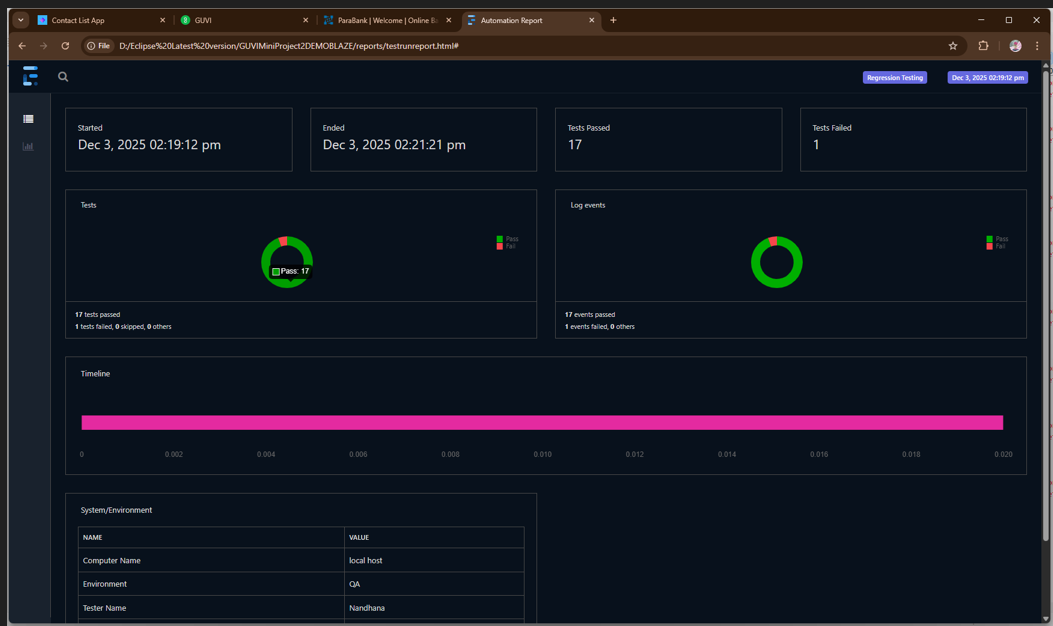 Contact List App
GUVI
ParaBank | Welcome | Online Ba
Automation Report
File
D:/Eclipse%20Latest%20version/GUVIMiniProject2DEMOBLAZE/reports/testrunreport.html#
Regression Testing
Dec 3, 2025 02:19:12 pm
Started
Dec 3, 2025 02:19:12 pm
Ended
Dec 3, 2025 02:21:21 pm
Tests Passed
17
Tests Failed
1
Tests
Pass
Fail
Pass: 17
17 tests passed
1 tests failed, 0 skipped, 0 others
Log events
Pass
Fail
17 events passed
1 events failed, 0 others
Timeline
0 0.002 0.004 0.006 0.008 0.010 0.012 0.014 0.016 0.018 0.020
System/Environment
NAME VALUE
Computer Name local host
Environment QA
Tester Name Nandhana